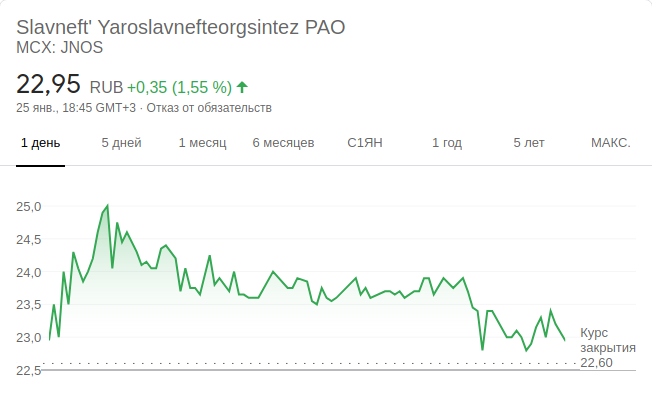 Slavneft' Yaroslavnefteorgsintez PAO
MCX: JNOS
22,95 RUB +0,35 (1,55 %)
25 янв., 18:45 GMT+3 · Отказ от обязательств
1 день 5 дней 1 месяц 6 месяцев С1ЯН 1 год 5 лет МАКС.
25,0
24,5
24,0
23,5
23,0
22,5
Курс
закрытия
22,60